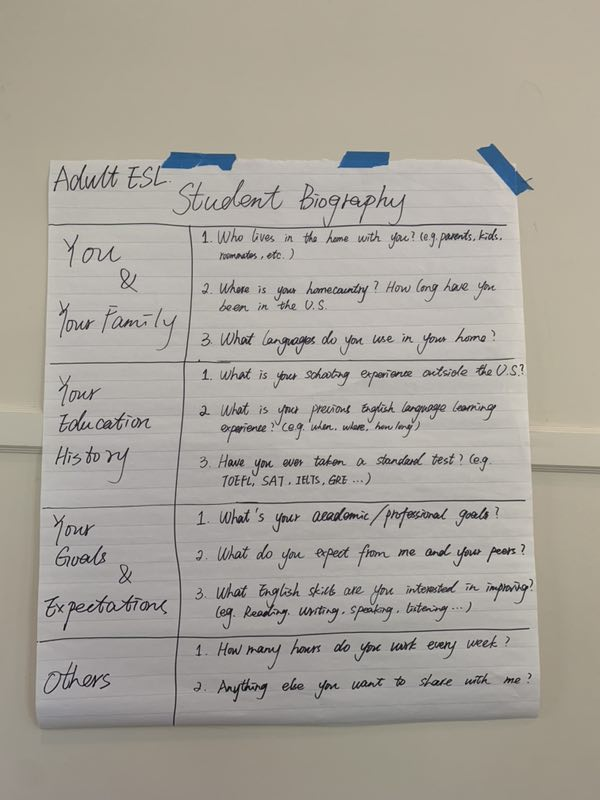 Adult ESL.
Student Biography
You
&
Your Family
1. Who lives in the home with you? (e.g. parents, kids,
roommates, etc.)
2. Where is your homecountry? How long have you
been in the U.S.
3. What languages do you use in your home?
Your
Education
History
1. What is your schooling experience outside the U.S.?
2. What is your previous English language learning
experience? (e.g. when, where, how long)
3. Have you ever taken a standard test? (e.g.
TOEFL, SAT, IELTS, GRE ...)
Your
Goals
&
Expectations
1. What's your academic/professional goals?
2. What do you expect from me and your peers?
3. What English skills are you interested in improving?
(eg. Reading, writing, speaking, listening ...)
Others
1. How many hours do you work every week?
2. Anything else you want to share with me?